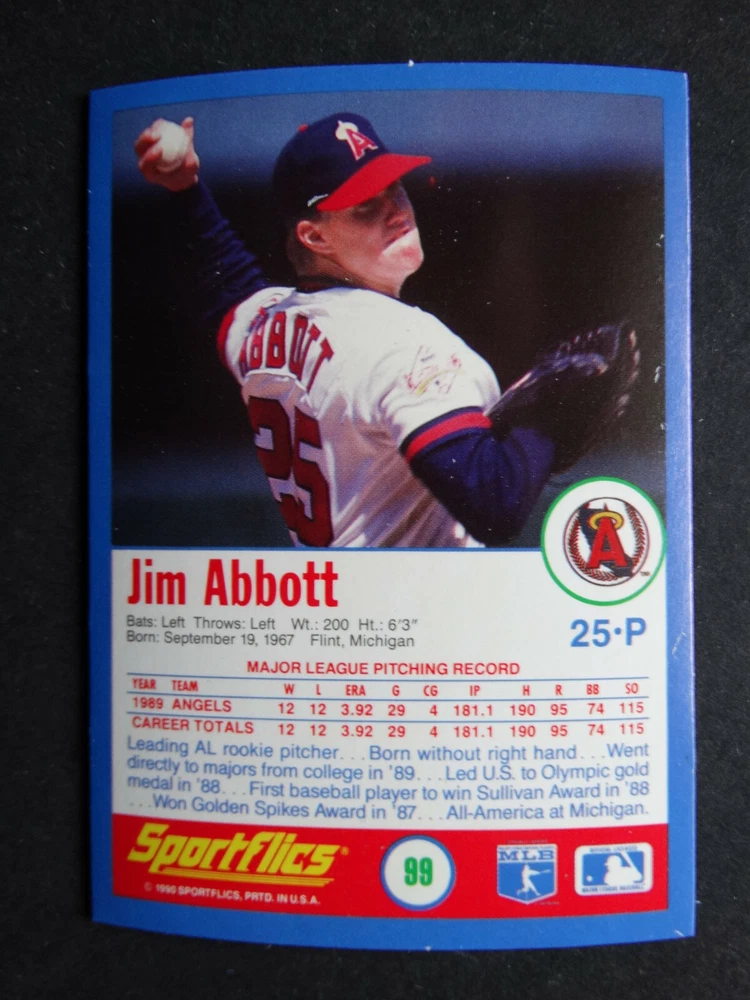 A
ABBOTT
25
A
TM
Jim Abbott
Bats: Left Throws: Left Wt.: 200 Ht.: 6'3"
Born: September 19, 1967 Flint, Michigan
25·P
MAJOR LEAGUE PITCHING RECORD
YEAR TEAM W L ERA G CG IP H R BB SO
1989 ANGELS 12 12 3.92 29 4 181.1 190 95 74 115
CAREER TOTALS 12 12 3.92 29 4 181.1 190 95 74 115
Leading AL rookie pitcher...Born without right hand...Went
directly to majors from college in '89...Led U.S. to Olympic gold
medal in '88...First baseball player to win Sullivan Award in '88
...Won Golden Spikes Award in '87...All-America at Michigan.
Sportflics®
© 1990 SPORTFLICS, PRTD. IN U.S.A.
99
MLB
MAJOR LEAGUE BASEBALL